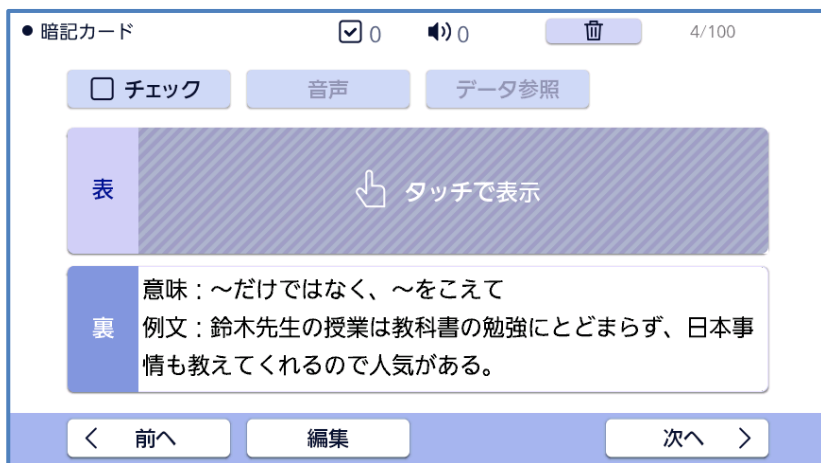 ● 暗記カード 0 0 4/100
チェック 音声 データ参照
表 タッチで表示
裏
意味：～だけではなく、～をこえて
例文：鈴木先生の授業は教科書の勉強にとどまらず、日本事
情も教えてくれるので人気がある。
前へ 編集 次へ